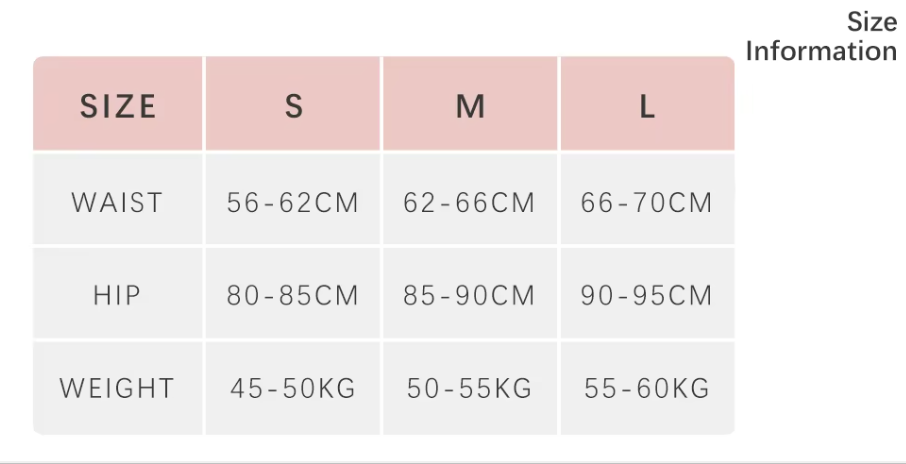 Size
Information
SIZE S M L
WAIST 56-62CM 62-66CM 66-70CM
HIP 80-85CM 85-90CM 90-95CM
WEIGHT 45-50KG 50-55KG 55-60KG